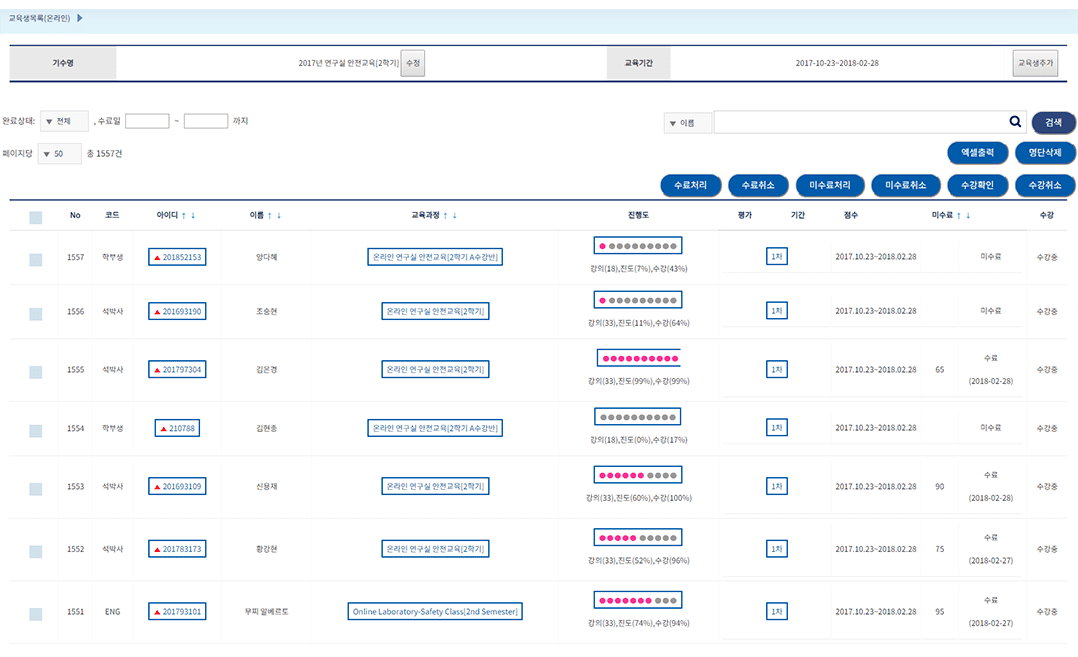 교육생목록(온라인) ▶
기수명 2017년 연구실 안전교육[2학기] 수정 교육기간 2017-10-23~2018-02-28 교육생추가
완료상태: ▼ 전체 , 수료일 ~ 까지 ▼ 이름 검색
페이지당 ▼ 50 총 1557건 엑셀출력 명단삭제
수료처리 수료취소 미수료처리 미수료취소 수강확인 수강취소
No 코드 아이디 ↑ ↓ 이름 ↑ ↓ 교육과정 ↑ ↓ 진행도 평가 기간 점수 미수료 ↑ ↓ 수강
1557 학부생 ▲ 201852153 양다혜 온라인 연구실 안전교육[2학기 A수강반] 1차 2017.10.23~2018.02.28 미수료 수강중
강의(18),진도(7%),수강(43%)
1556 석박사 ▲ 201693190 조승현 온라인 연구실 안전교육[2학기] 1차 2017.10.23~2018.02.28 미수료 수강중
강의(33),진도(11%),수강(64%)
1555 석박사 ▲ 201797304 김은경 온라인 연구실 안전교육[2학기] 1차 2017.10.23~2018.02.28 65 수료 수강중
강의(33),진도(99%),수강(99%) (2018-02-28)
1554 학부생 ▲ 210788 김현충 온라인 연구실 안전교육[2학기 A수강반] 1차 2017.10.23~2018.02.28 미수료 수강중
강의(18),진도(0%),수강(17%)
1553 석박사 ▲ 201693109 신용재 온라인 연구실 안전교육[2학기] 1차 2017.10.23~2018.02.28 90 수료 수강중
강의(33),진도(60%),수강(100%) (2018-02-28)
1552 석박사 ▲ 201783173 황강현 온라인 연구실 안전교육[2학기] 1차 2017.10.23~2018.02.28 75 수료 수강중
강의(33),진도(52%),수강(96%) (2018-02-27)
1551 ENG ▲ 201793101 무찌 알베르토 Online Laboratory-Safety Class[2nd Semester] 1차 2017.10.23~2018.02.28 95 수료 수강중
강의(33),진도(74%),수강(94%) (2018-02-27)